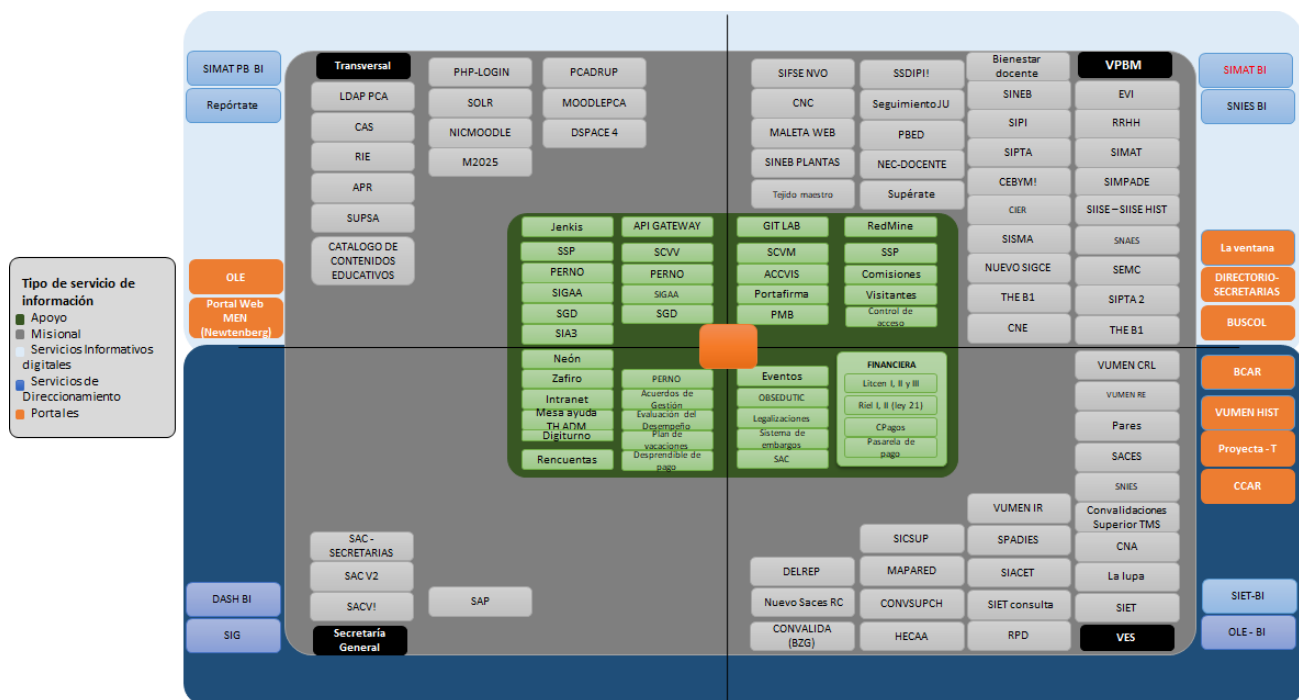 SIMAT PB BI
Repórtate
OLE
Portal Web
MEN
(Newtenberg)
DASH BI
SIG
Tipo de servicio de
información
Apoyo
Misional
Servicios Informativos
digitales
Servicios de
Direccionamiento
Portales
Transversal
LDAP PCA
CAS
RIE
APR
SUPSA
CATALOGO DE
CONTENIDOS
EDUCATIVOS
PHP-LOGIN
SOLR
NICMOODLE
M2025
PCADRUP
MOODLEPCA
DSPACE 4
SIFSE NVO
CNC
MALETA WEB
SINEB PLANTAS
Tejido maestro
SSDIPI!
SeguimientoJU
PBED
NEC-DOCENTE
Supérate
Bienestar
docente
SINEB
SIPI
SIPTA
CEBYM!
CIER
SISMA
NUEVO SIGCE
THE B1
CNE
VPBM
EVI
RRHH
SIMAT
SIMPADE
SIISE – SIISE HIST
SNAES
SEMC
SIPTA 2
THE B1
SIMAT BI
SNIES BI
La ventana
DIRECTORIO-
SECRETARIAS
BUSCOL
Jenkis
SSP
PERNO
SIGAA
SGD
SIA3
API GATEWAY
SCVV
PERNO
SIGAA
SGD
GIT LAB
SCVM
ACCVIS
Portafirma
PMB
RedMine
SSP
Comisiones
Visitantes
Control de
acceso
Neón
Zafiro
Intranet
Mesa ayuda
TH ADM
Digiturno
Rencuentas
PERNO
Acuerdos de
Gestión
Evaluación del
Desempeño
Plan de
vacaciones
Desprendible de
pago
Eventos
OBSEDUTIC
Legalizaciones
Sistema de
embargos
SAC
FINANCIERA
Litcen I, II y III
Riel I, II (ley 21)
CPagos
Pasarela de
pago
SAC -
SECRETARIAS
SAC V2
SACV!
Secretaría
General
SAP
DELREP
Nuevo Saces RC
CONVALIDA
(BZG)
SICSUP
MAPARED
CONVSUPCH
HECAA
VUMEN IR
SPADIES
SIACET
SIET consulta
RPD
VUMEN CRL
VUMEN RE
Pares
SACES
SNIES
Convalidaciones
Superior TMS
CNA
La lupa
SIET
VES
BCAR
VUMEN HIST
Proyecta - T
CCAR
SIET-BI
OLE - BI